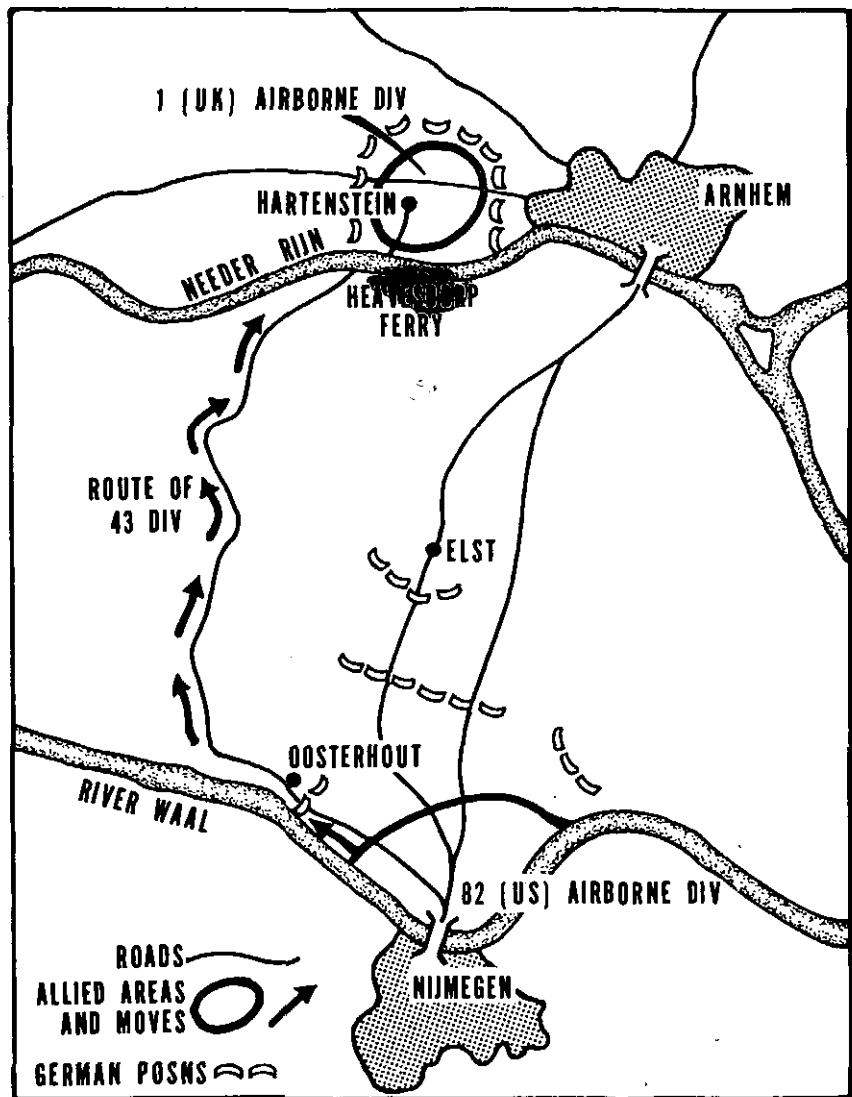 1 (UK) AIRBORNE DIV
HARTENSTEIN
ARNHEM
NEEDER RIJN
FERRY
ROUTE OF
43 DIV
ELST
OOSTERHOUT
RIVER WAAL
82 (US) AIRBORNE DIV
NIJMEGEN
ROADS
ALLIED AREAS
AND MOVES
GERMAN POSNS